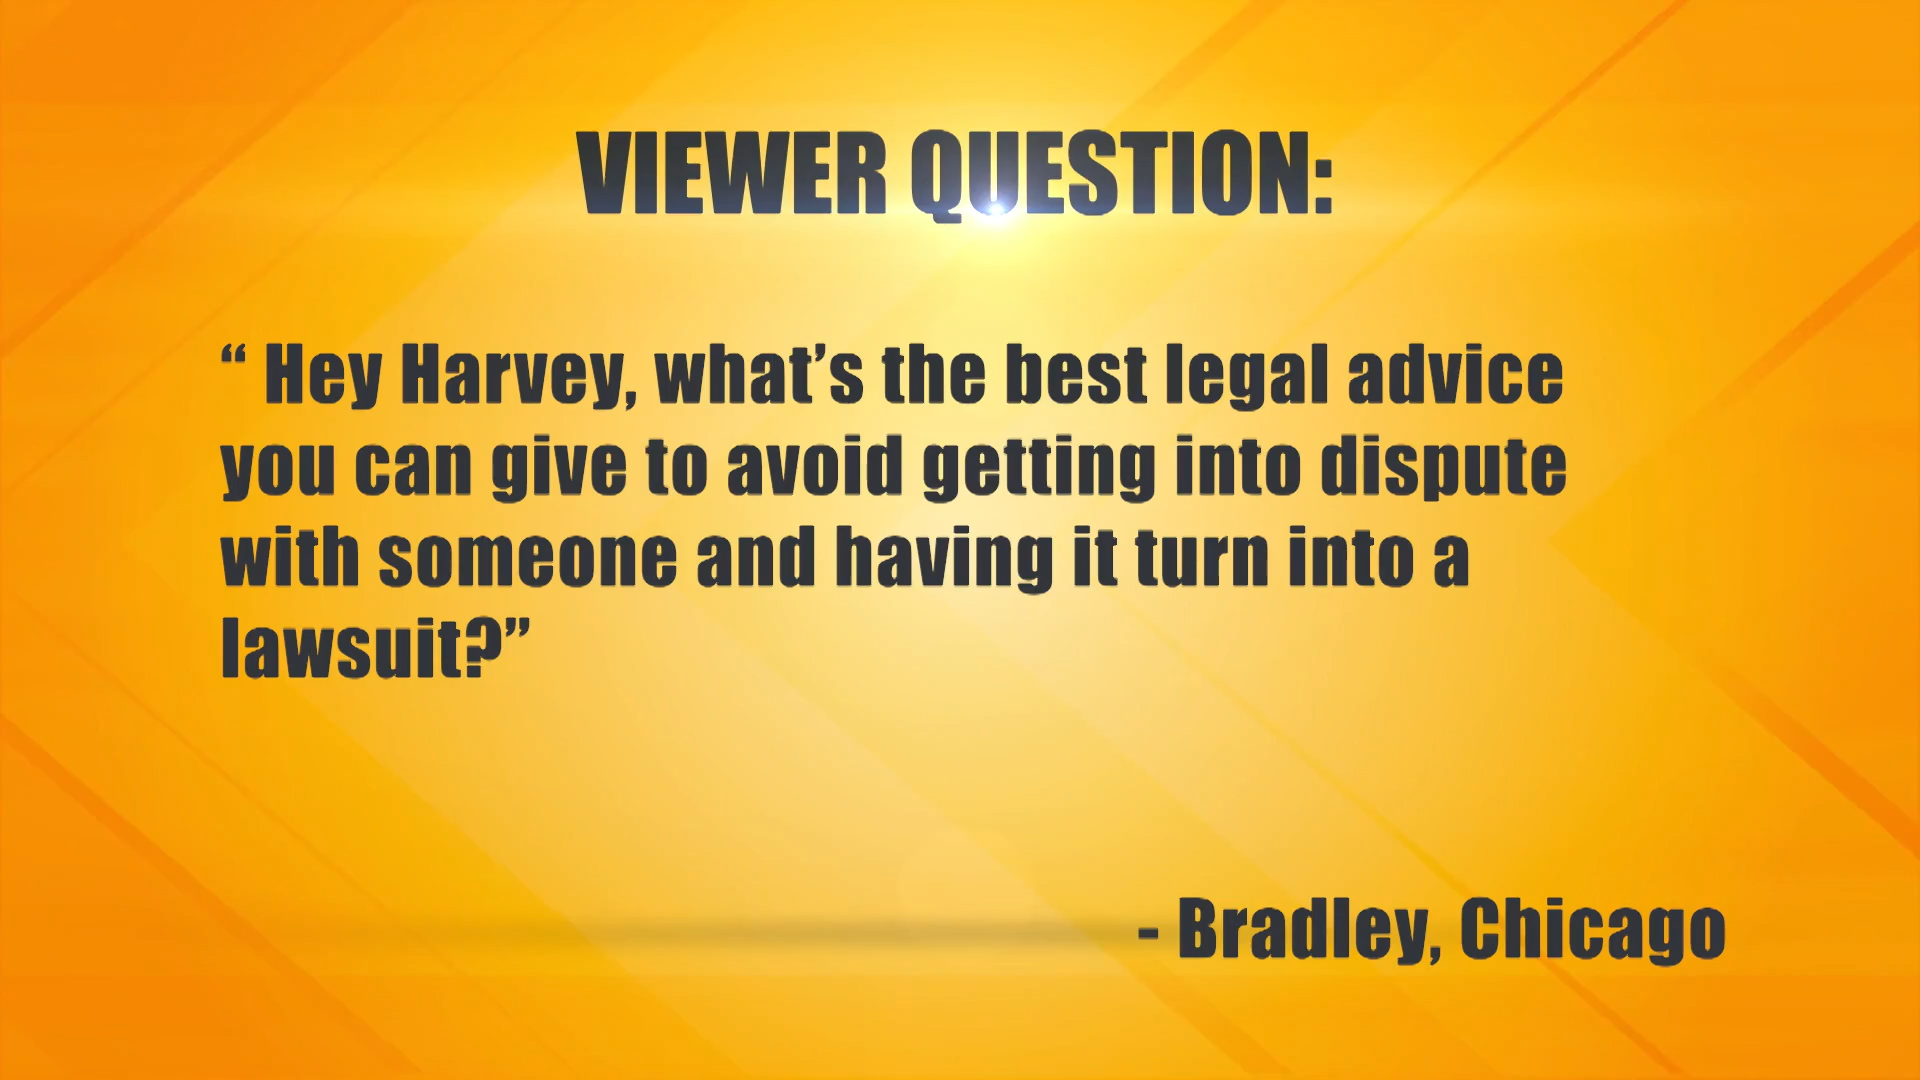 VIEWER QUESTION:
“ Hey Harvey, what’s the best legal advice
you can give to avoid getting into dispute
with someone and having it turn into a
lawsuit?”
- Bradley, Chicago